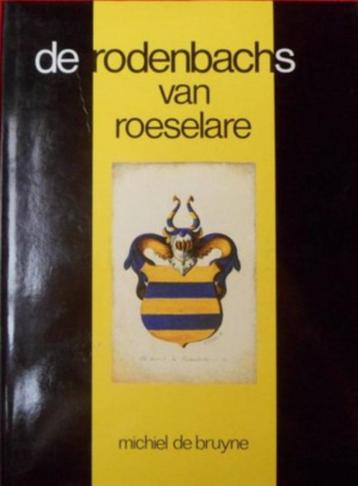 de rodenbachs
van
roeselare
michiel de bruyne